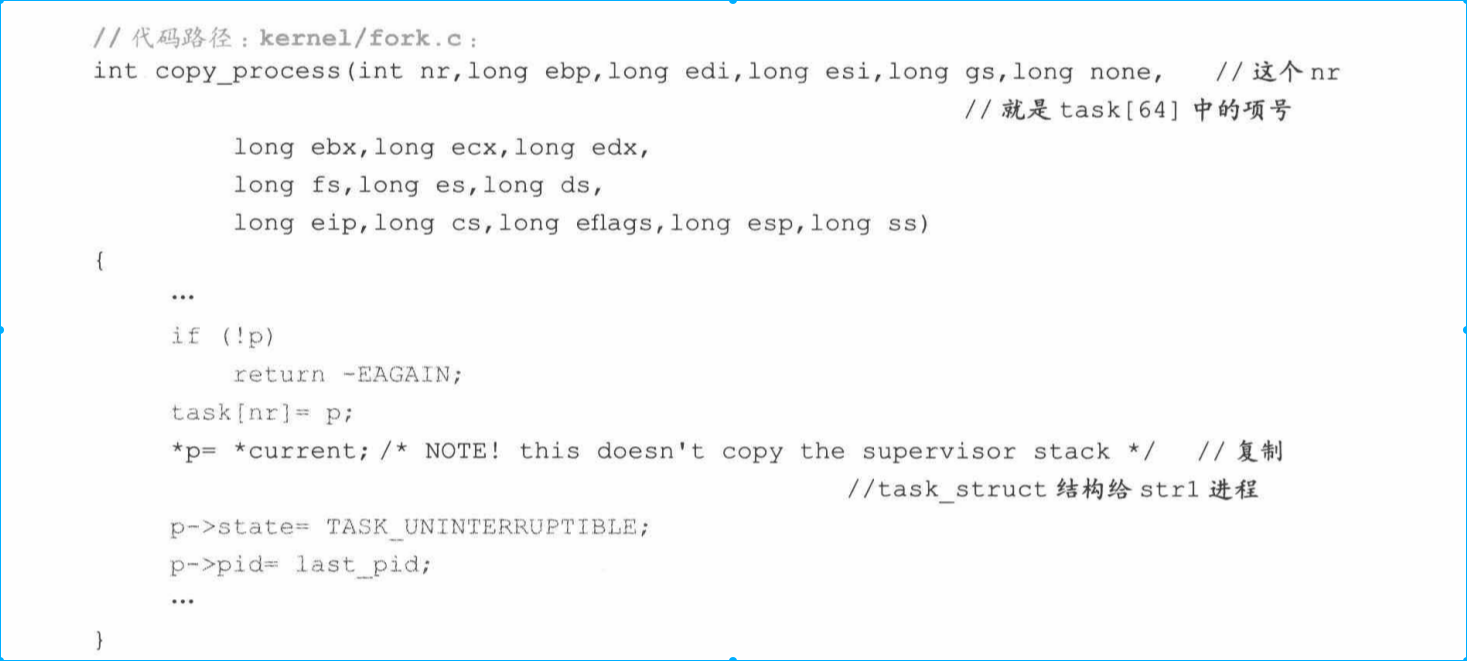 // 代码路径：kernel/fork.c：
int copy_process(int nr,long ebp,long edi,long esi,long gs,long none, // 这个 nr
// 就是 task[64] 中的项号
long ebx,long ecx,long edx,
long fs,long es,long ds,
long eip,long cs,long eflags,long esp,long ss)
{
…
if (!p)
return -EAGAIN;
task[nr]= p;
*p= *current; /* NOTE! this doesn't copy the supervisor stack */ // 复制
//task_struct 结构给 str1 进程
p->state= TASK_UNINTERRUPTIBLE;
p->pid= last_pid;
…
}